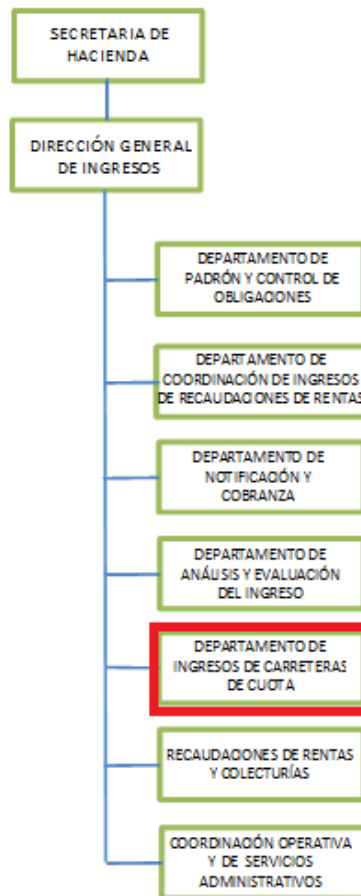 SECRETARIA DE
HACIENDA
DIRECCIÓN GENERAL
DE INGRESOS
DEPARTAMENTO DE
PADRÓN Y CONTROL DE
OBLIGACIONES
DEPARTAMENTO DE
COORDINACIÓN DE INGRESOS
DE RECAUDACIONES DE RENTAS
DEPARTAMENTO DE
NOTIFICACIÓN Y
COBRANZA
DEPARTAMENTO DE
ANÁLISIS Y EVALUACIÓN
DEL INGRESO
DEPARTAMENTO DE
INGRESOS DE CARRETERAS
DE CUOTA
RECAUDACIONES DE RENTAS
Y COLECTURÍAS
COORDINACIÓN OPERATIVA
Y DE SERVICIOS
ADMINISTRATIVOS